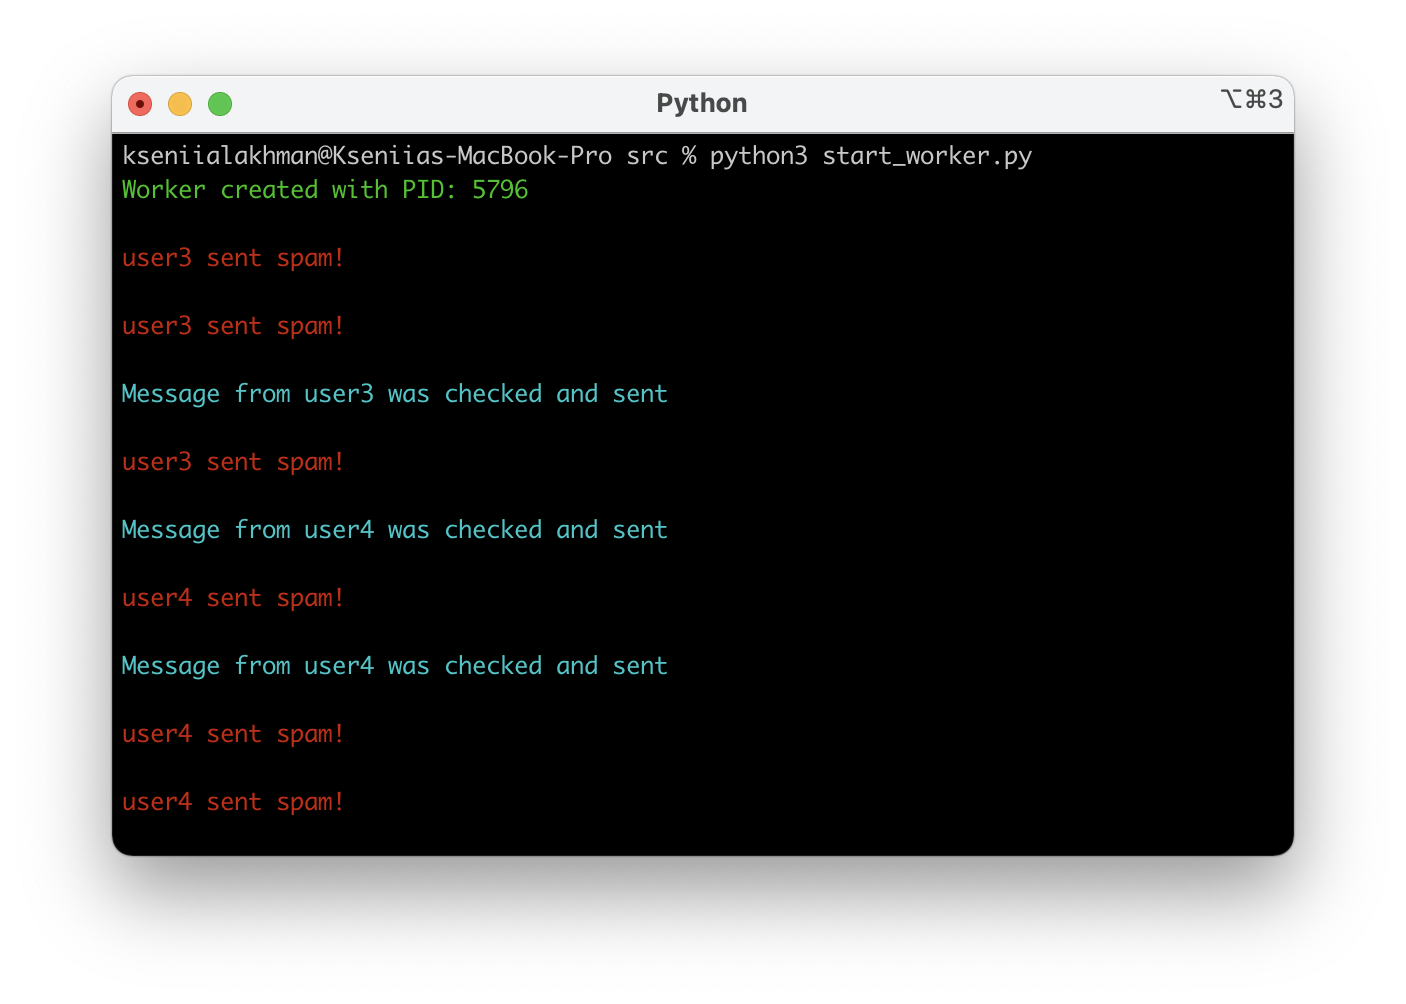 Python
⌥⌘3
kseniialakhman@Kseniias-MacBook-Pro src % python3 start_worker.py
Worker created with PID: 5796
user3 sent spam!
user3 sent spam!
Message from user3 was checked and sent
user3 sent spam!
Message from user4 was checked and sent
user4 sent spam!
Message from user4 was checked and sent
user4 sent spam!
user4 sent spam!